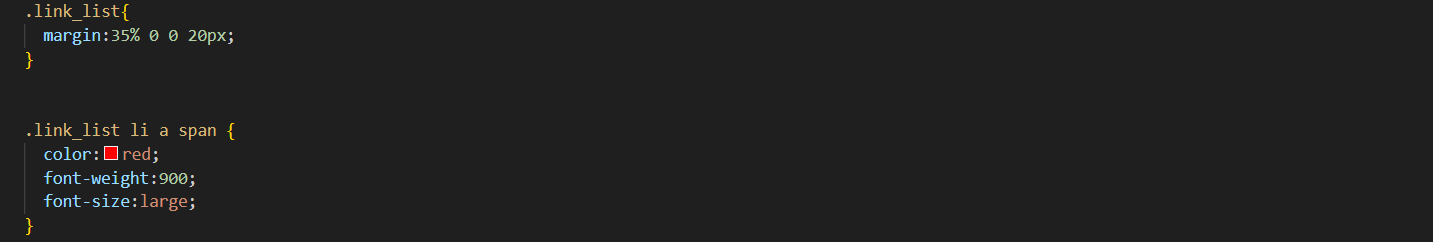 .link_list{
margin:35% 0 0 20px;
}
.link_list li a span {
color:red;
font-weight:900;
font-size:large;
}